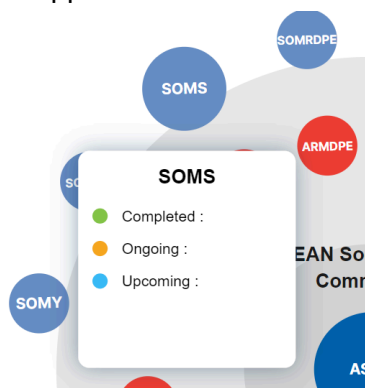 SOMRDPE
SOMS
ARMDPE
SOMS
Completed :
Ongoing :
Upcoming :
EAN So
Comm
SOMY
AS